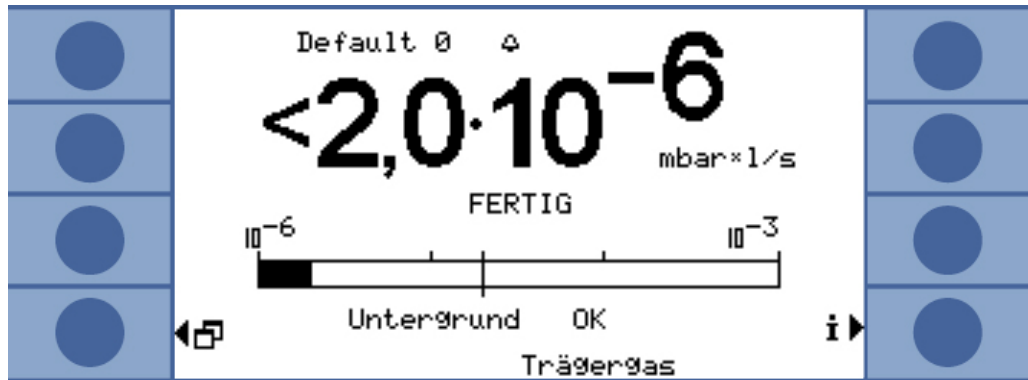 Default 0
<2,0·10⁻⁶
mbar×l/s
FERTIG
10⁻⁶ 10⁻³
Untergrund OK
i
Trägergas